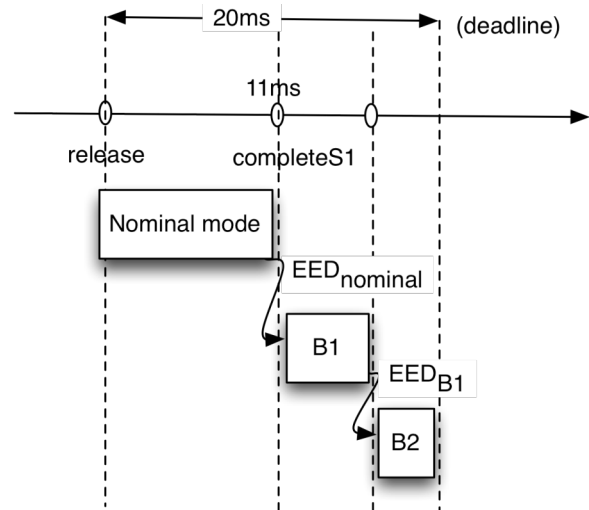 20ms
(deadline)
11ms
release
completeS1
Nominal mode
EEDnominal
B1
EEDB1
B2